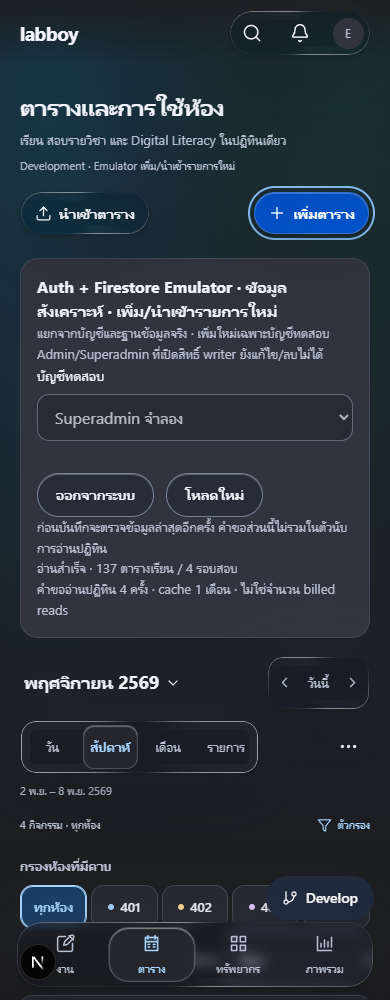 labboy
E
ตารางและการใช้ห้อง
เรียน สอบรายวิชา และ Digital Literacy ในปฏิทินเดียว
Development · Emulator เพิ่ม/นำเข้ารายการใหม่
นำเข้าตาราง
เพิ่มตาราง
Auth + Firestore Emulator · ข้อมูล
สังเคราะห์ · เพิ่ม/นำเข้ารายการใหม่
แยกจากบัญชีและฐานข้อมูลจริง · เพิ่มใหม่เฉพาะบัญชีทดสอบ
Admin/Superadmin ที่เปิดสิทธิ์ writer ยังแก้ไข/ลบไม่ได้
บัญชีทดสอบ
Superadmin จำลอง
ออกจากระบบ
โหลดใหม่
ก่อนบันทึกจะตรวจข้อมูลล่าสุดอีกครั้ง คำขอส่วนนี้ไม่รวมในตัวนับ
การอ่านปฏิทิน
อ่านสำเร็จ · 137 ตารางเรียน / 4 รอบสอบ
คำขออ่านปฏิทิน 4 ครั้ง · cache 1 เดือน · ไม่ใช่จำนวน billed
reads
พฤศจิกายน 2569
วันนี้
วัน
สัปดาห์
เดือน
รายการ
2 พ.ย. – 8 พ.ย. 2569
4 กิจกรรม · ทุกห้อง
ตัวกรอง
กรองห้องที่มีคาบ
ทุกห้อง
401
402
Develop
N
งาน
ตาราง
ทรัพยากร
ภาพรวม